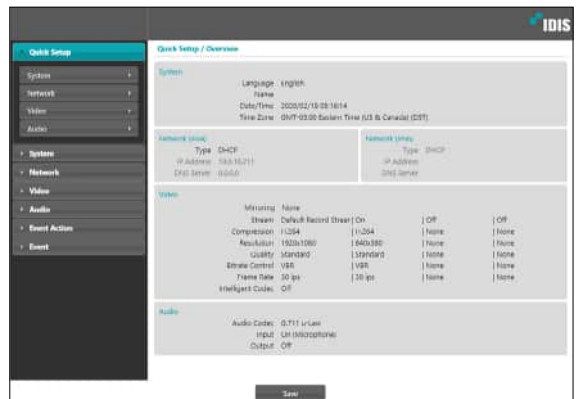 IDIS
Quick Setup
System
Network
Video
Audio
System
Network
Video
Audio
Event Action
Event
Quick Setup / Overview
System
Language English
Name
Date/Time 2020/02/18 09:16:14
Time Zone GMT-05:00 Eastern Time (US & Canada) (DST)
Type DHCP
IP Address
DNS Server 0.0.0.0
Type DHCP
IP Address
DNS Server
Video
Mirroring None
Stream Default Record Stream | On | Off | Off
Compression H.264 | H.264 | None | None
Resolution 1920x1080 | 640x360 | None | None
Quality Standard | Standard | None | None
Bitrate Control VBR | VBR | None | None
Frame Rate 30 ips | 30 ips | None | None
Intelligent Codec Off
Audio
Audio Codec G.711 u-Law
Input On (Microphone)
Output Off
Save